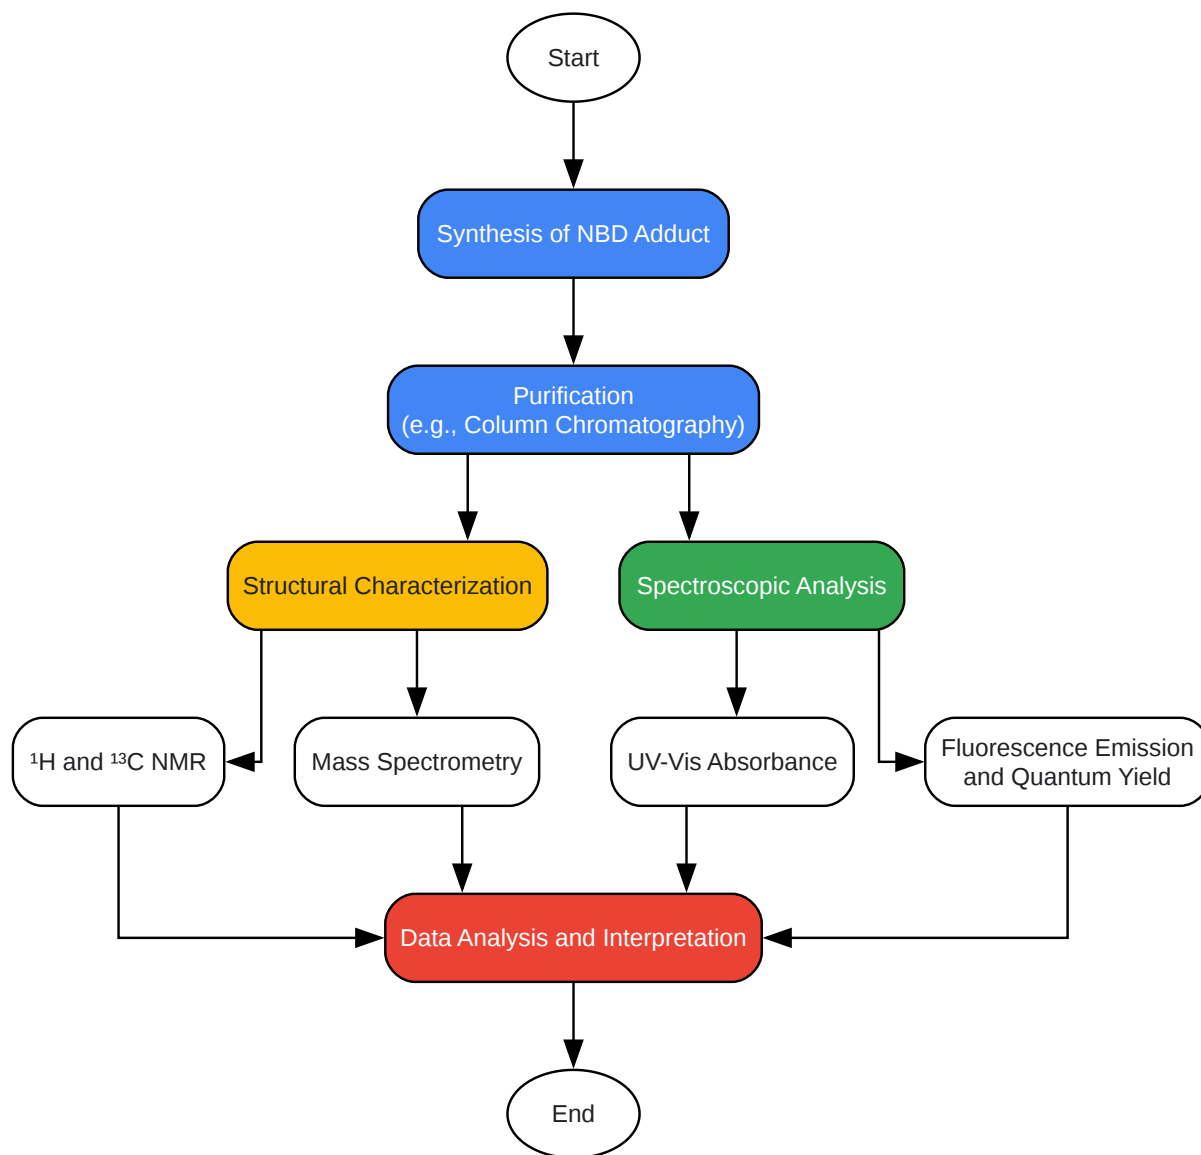 Start
Synthesis of NBD Adduct
Purification
(e.g., Column Chromatography)
Structural Characterization
Spectroscopic Analysis
¹H and ¹³C NMR
Mass Spectrometry
UV-Vis Absorbance
Fluorescence Emission
and Quantum Yield
Data Analysis and Interpretation
End